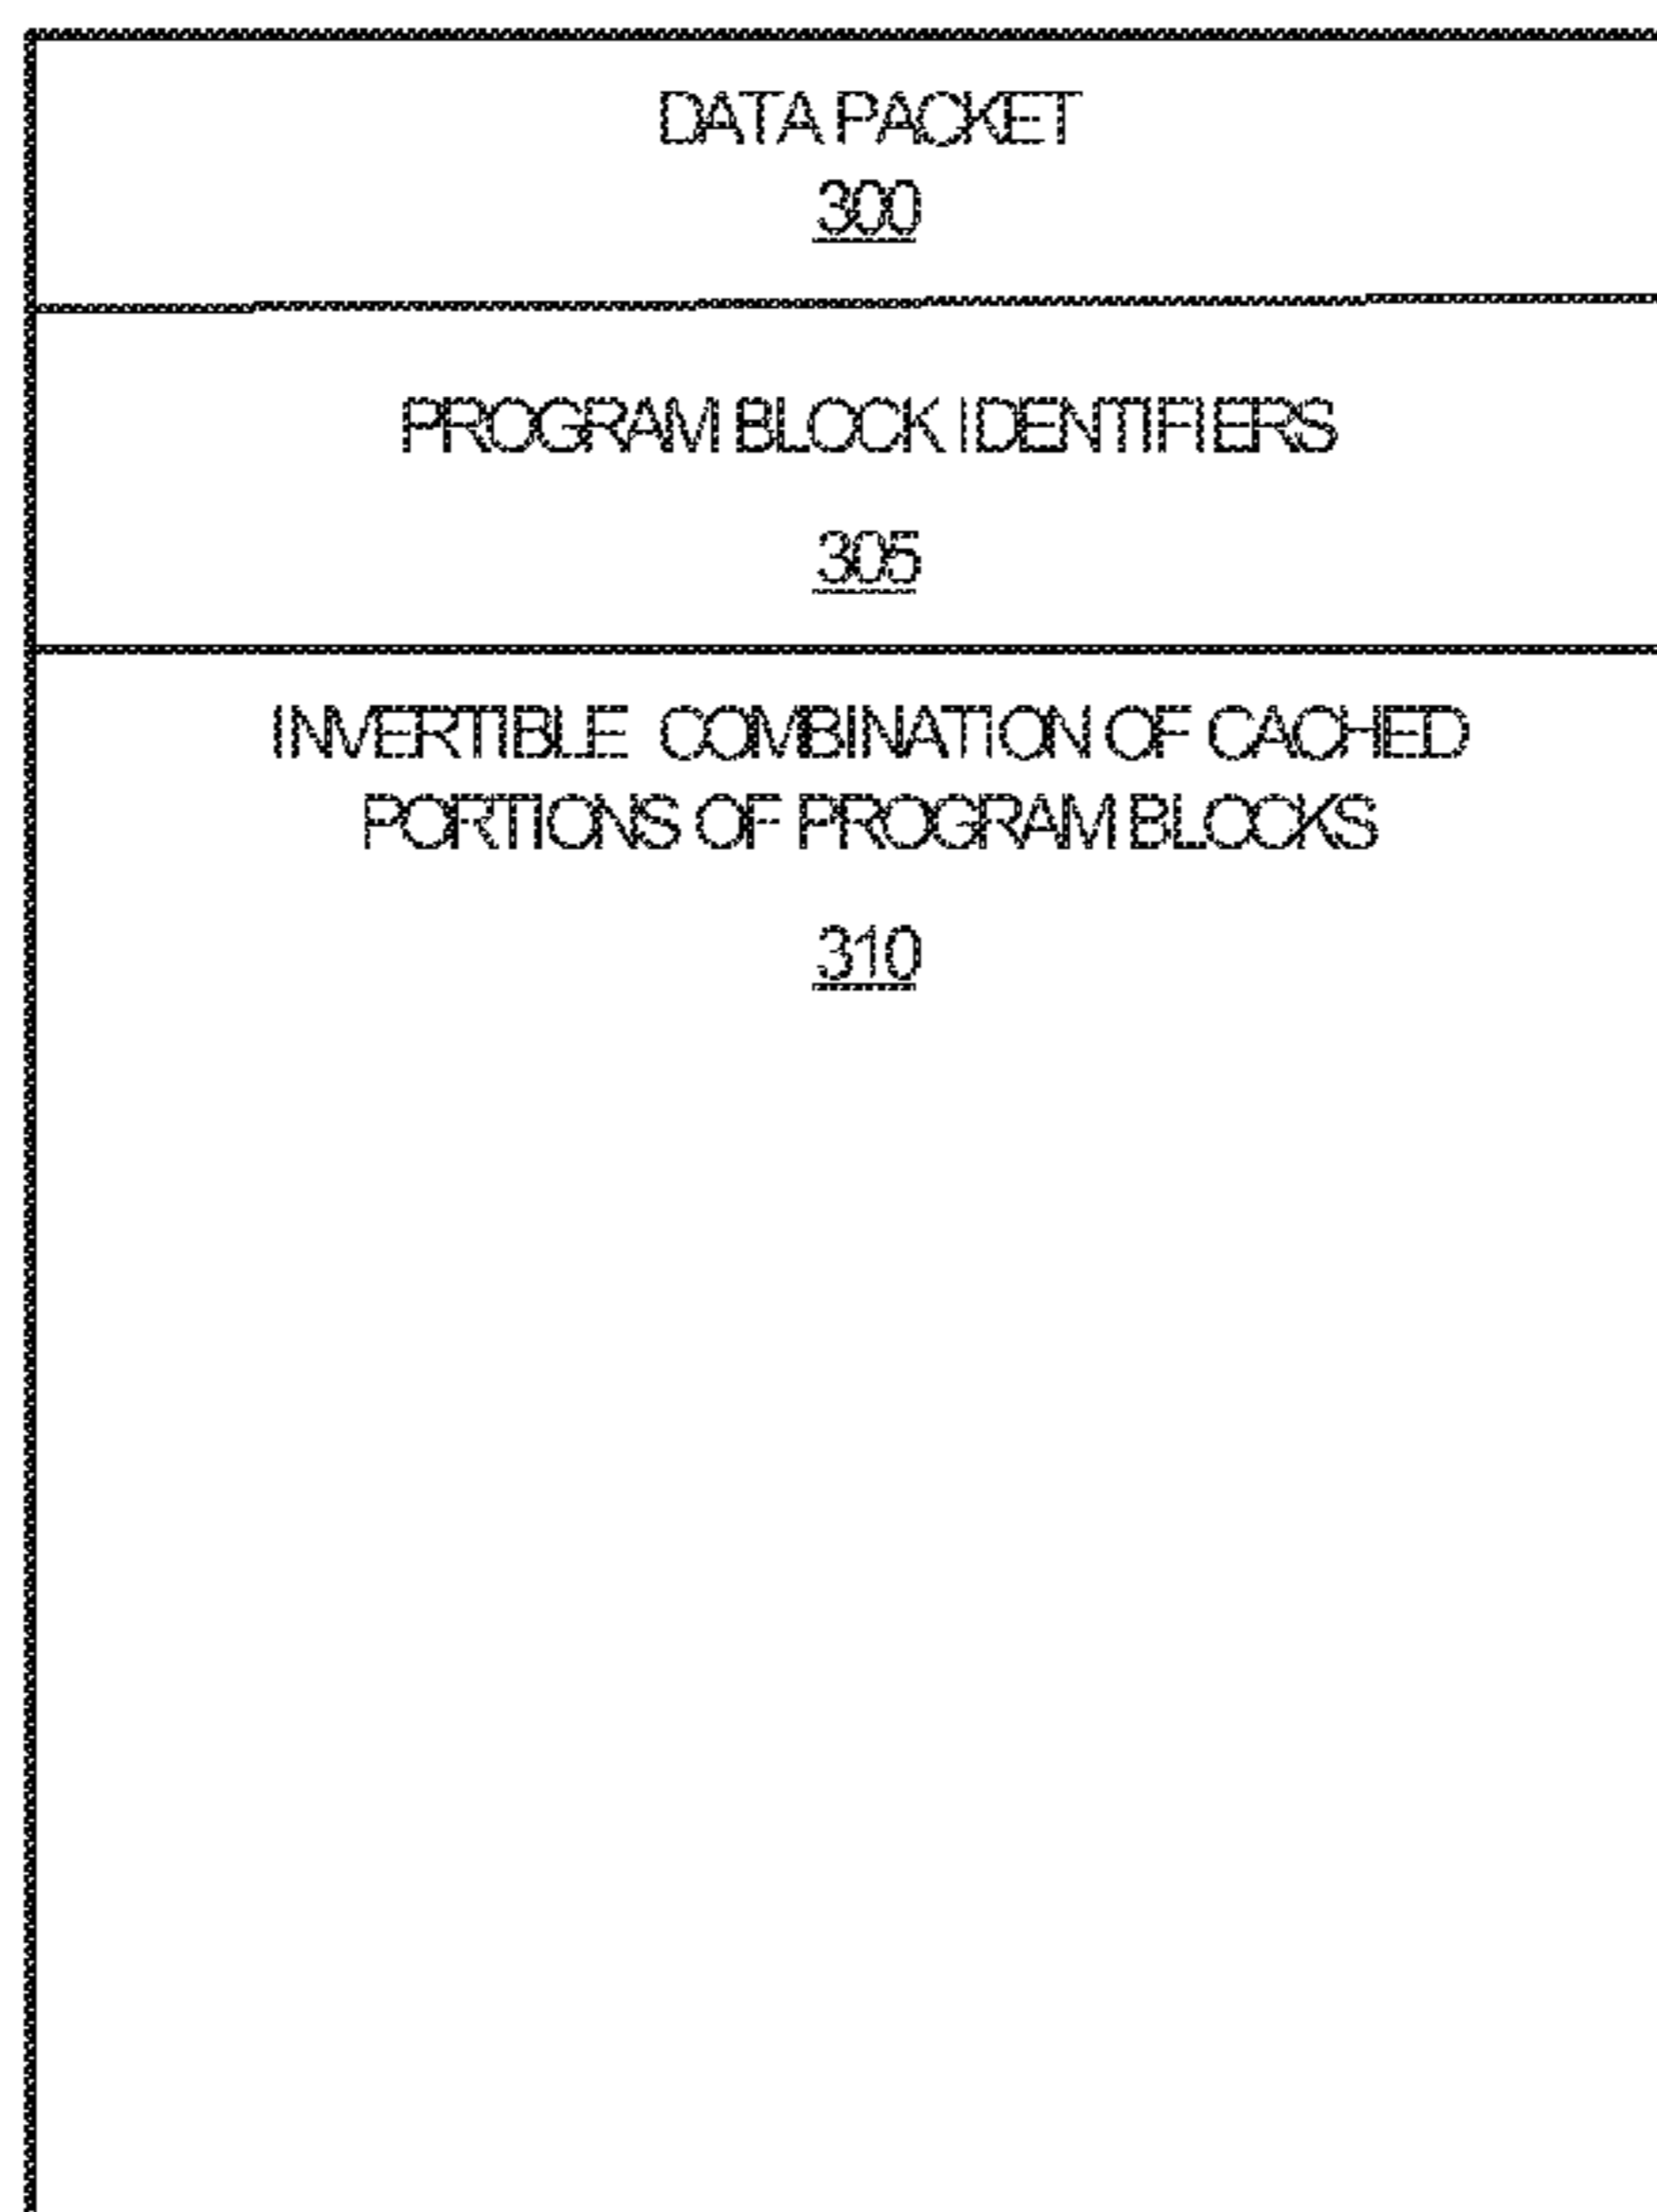 DATA PACKET
300
PROGRAM BLOCK IDENTIFIERS
305
INVERTIBLE COMBINATION OF CACHED
PORTIONS OF PROGRAM BLOCKS
310